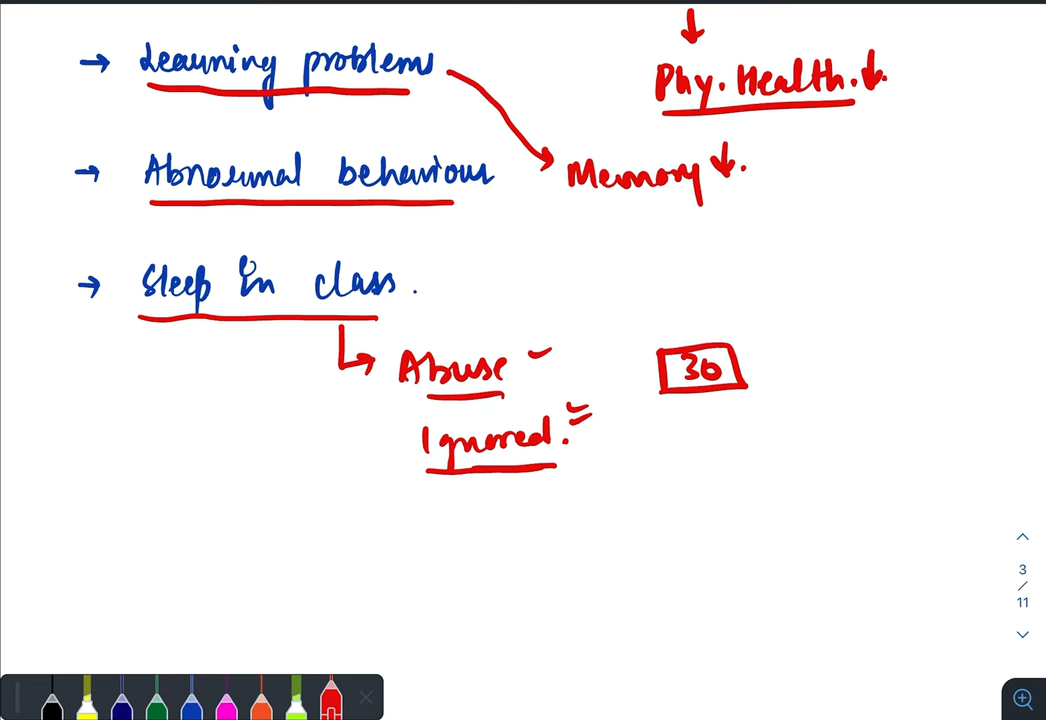 → Learning problems
Phy. Health. ↓.
→ Abnormal behaviour
Memory ↓.
→ Sleep in class.
Abuse
30
Ignored.
3
/
11